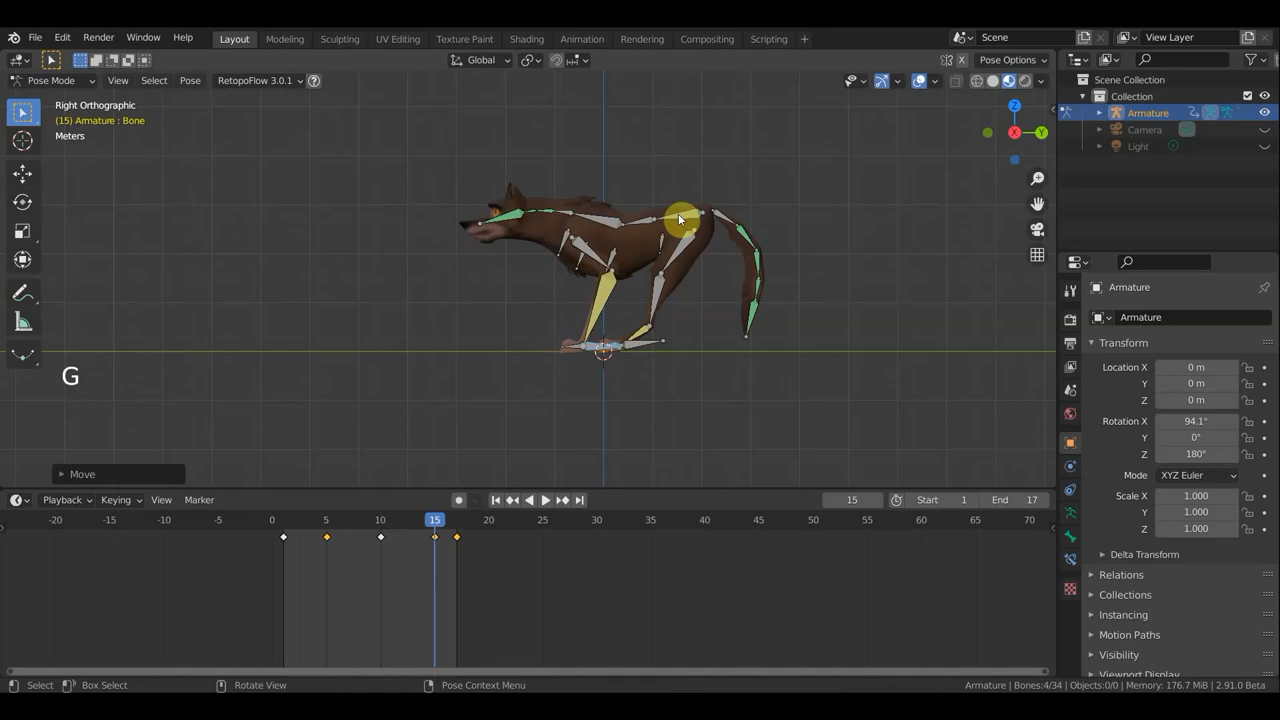 File Edit Render Window Help Layout Modeling Sculpting UV Editing Texture Paint Shading Animation Rendering Compositing Scripting + Scene View Layer
Global Pose Options
Pose Mode View Select Pose RetopoFlow 3.0.1 ?
Scene Collection
Collection
Armature
Camera
Light
Right Orthographic
(15) Armature : Bone
Meters
Z
X
Y
G
Move
Armature
Armature
Transform
Location X 0 m
Y 0 m
Z 0 m
Rotation X 94.1°
Y 0°
Z 180°
Mode XYZ Euler
Scale X 1.000
Y 1.000
Z 1.000
Delta Transform
Relations
Collections
Instancing
Motion Paths
Visibility
Viewport Display
Playback Keying View Marker 15 Start 1 End 17
-20 -15 -10 -5 0 5 10 15 20 25 30 35 40 45 50 55 60 65 70
Select Box Select Rotate View Pose Context Menu Armature | Bones:4/34 | Objects:0/0 | Memory: 176.7 MiB | 2.91.0 Beta